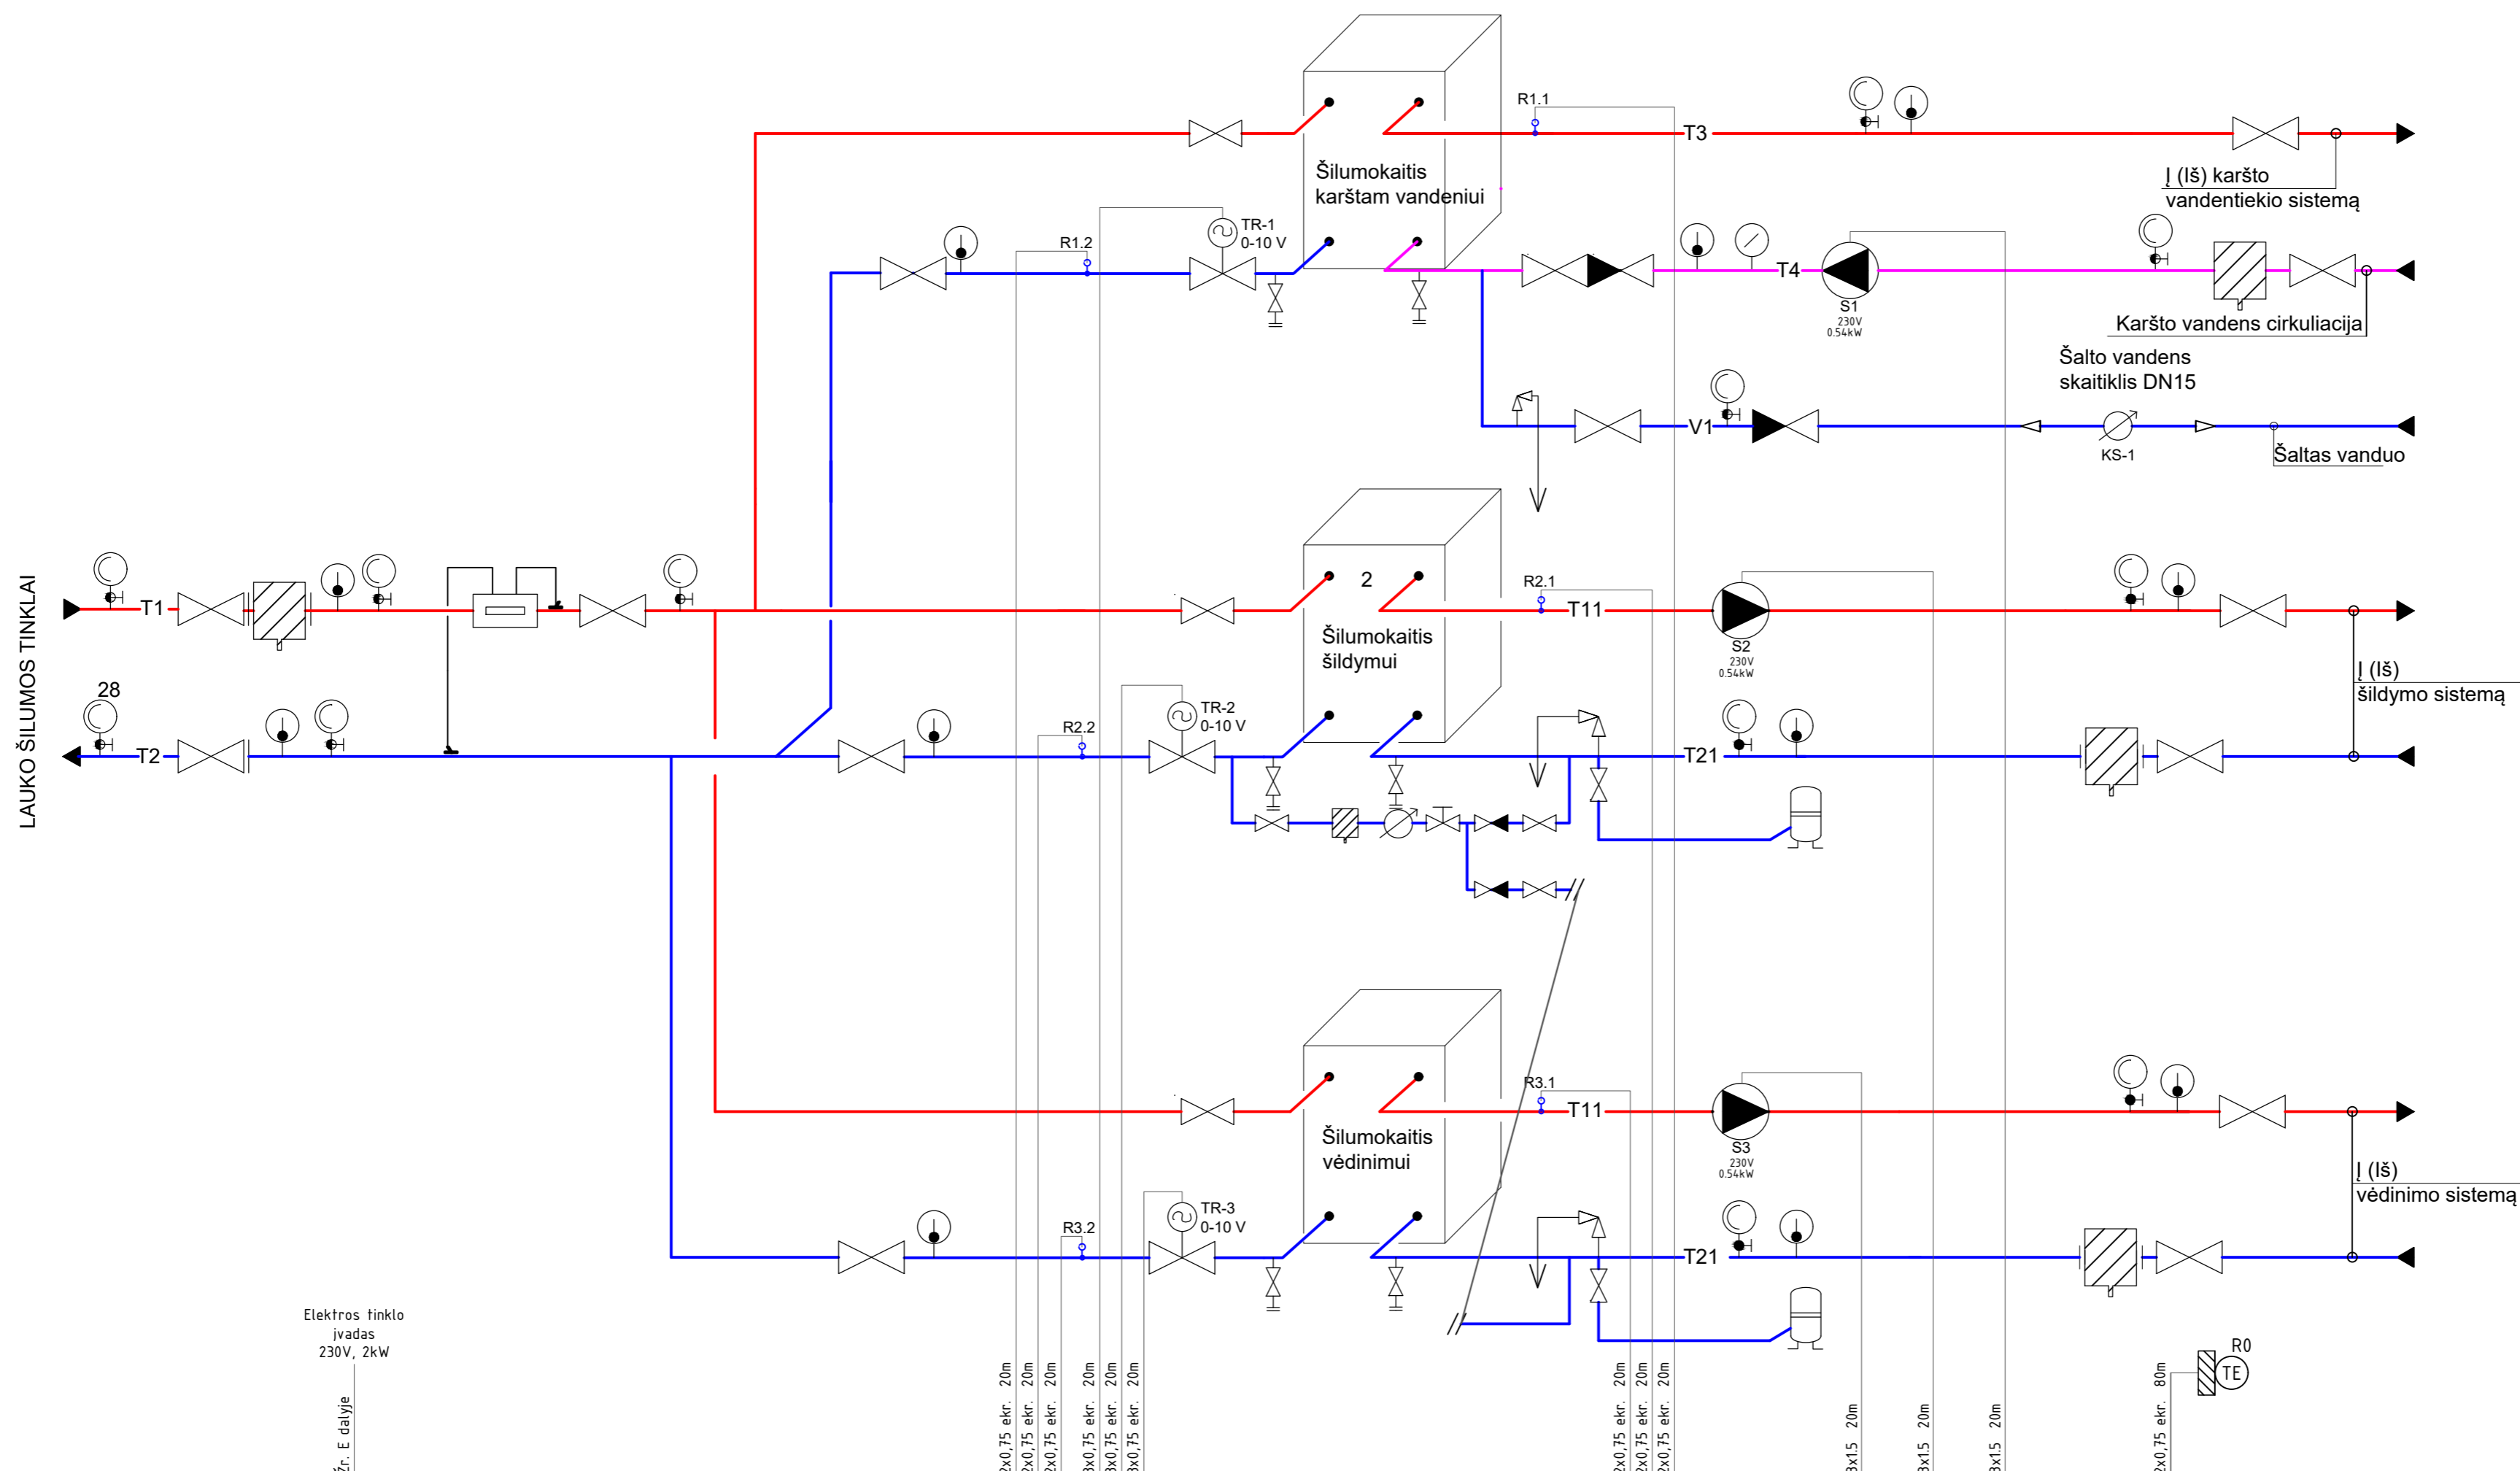 R1.1
T3
Šilumokaitis
karštam vandeniui
Į (Iš) karšto
vandentiekio sistemą
TR-1
0-10 V
R1.2
T4
S1
230V
0.54kW
Karšto vandens cirkuliacija
Šalto vandens
skaitiklis DN15
V1
KS-1
Šaltas vanduo
LAUKO ŠILUMOS TINKLAI
T1
2
R2.1
T11
Šilumokaitis
šildymui
S2
230V
0.54kW
Į (Iš)
šildymo sistemą
28
T2
R2.2
TR-2
0-10 V
T21
R3.1
T11
Šilumokaitis
vėdinimui
S3
230V
0.54kW
Į (Iš)
vėdinimo sistemą
R3.2
TR-3
0-10 V
T21
Elektros tinklo
įvadas
230V, 2kW
Žr. E dalyje
2x0,75 ekr. 20m
2x0,75 ekr. 20m
2x0,75 ekr. 20m
3x0,75 ekr. 20m
3x0,75 ekr. 20m
3x0,75 ekr. 20m
2x0,75 ekr. 20m
2x0,75 ekr. 20m
2x0,75 ekr. 20m
3x1.5 20m
3x1.5 20m
3x1.5 20m
2x0,75 ekr. 80m
R0
TE